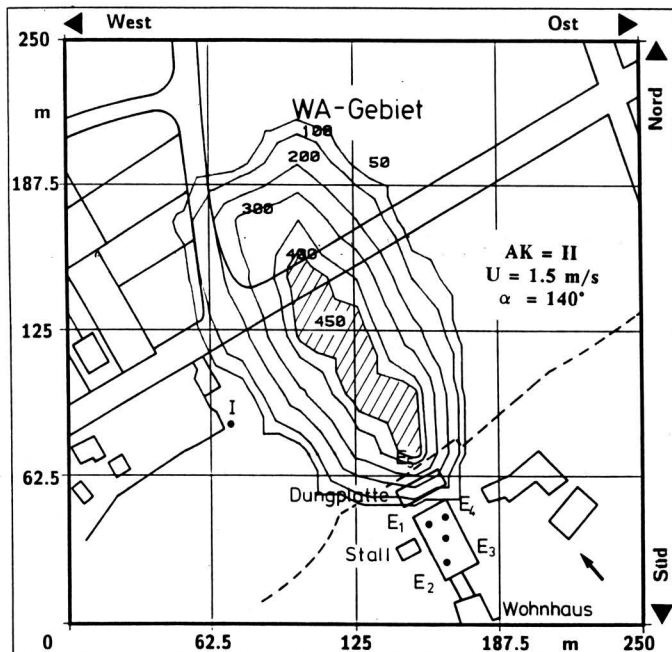 West Ost
250
m
Nord
WA-Gebiet
100
200
50
187.5
300
AK = II
U = 1.5 m/s
α = 140°
400
450
125
I
E5
62.5
Dungplatte
E4
E1
E3
Stall
E2
Süd
Wohnhaus
0 62.5 125 m 187.5 m 250